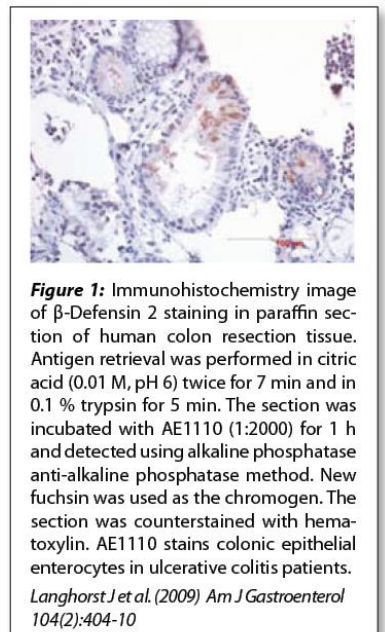 100 µm
Figure 1: Immunohistochemistry image
of β-Defensin 2 staining in paraffin sec-
tion of human colon resection tissue.
Antigen retrieval was performed in citric
acid (0.01 M, pH 6) twice for 7 min and in
0.1 % trypsin for 5 min. The section was
incubated with AE1110 (1:2000) for 1 h
and detected using alkaline phosphatase
anti-alkaline phosphatase method. New
fuchsin was used as the chromogen. The
section was counterstained with hema-
toxylin. AE1110 stains colonic epithelial
enterocytes in ulcerative colitis patients.
Langhorst J et al. (2009) Am J Gastroenterol
104(2):404-10